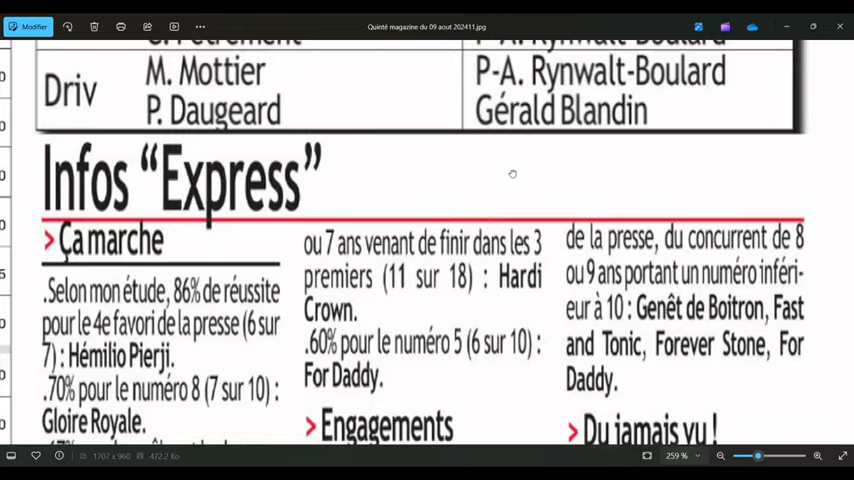 Modifier
Quinté magazine du 09 aout 202411.jpg
Driv
M. Mottier
P. Daugeard
P-A. Rynwalt-Boulard
Gérald Blandin
Infos “Express”
> Ça marche
.Selon mon étude, 86% de réussite
pour le 4e favori de la presse (6 sur
7) : Hémilio Pierji.
.70% pour le numéro 8 (7 sur 10) :
Gloire Royale.
ou 7 ans venant de finir dans les 3
premiers (11 sur 18) : Hardi
Crown.
.60% pour le numéro 5 (6 sur 10) :
For Daddy.
> Engagements
de la presse, du concurrent de 8
ou 9 ans portant un numéro inféri-
eur à 10 : Genêt de Boitron, Fast
and Tonic, Forever Stone, For
Daddy.
> Du jamais vu !
1707 x 960
472.2 Ko
259 %